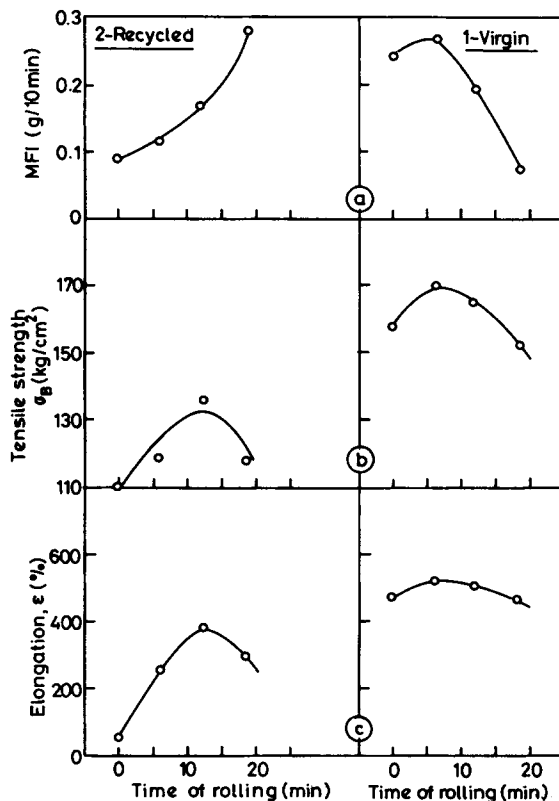 2-Recycled
1-Virgin
MFI (g/10min)
0.3
0.2
0.1
0
a
Tensile strength
σB (kg/cm²)
170
150
130
110
b
Elongation, ε (%)
600
400
200
0
c
0 10 20
0 10 20
Time of rolling (min)
Time of rolling (min)